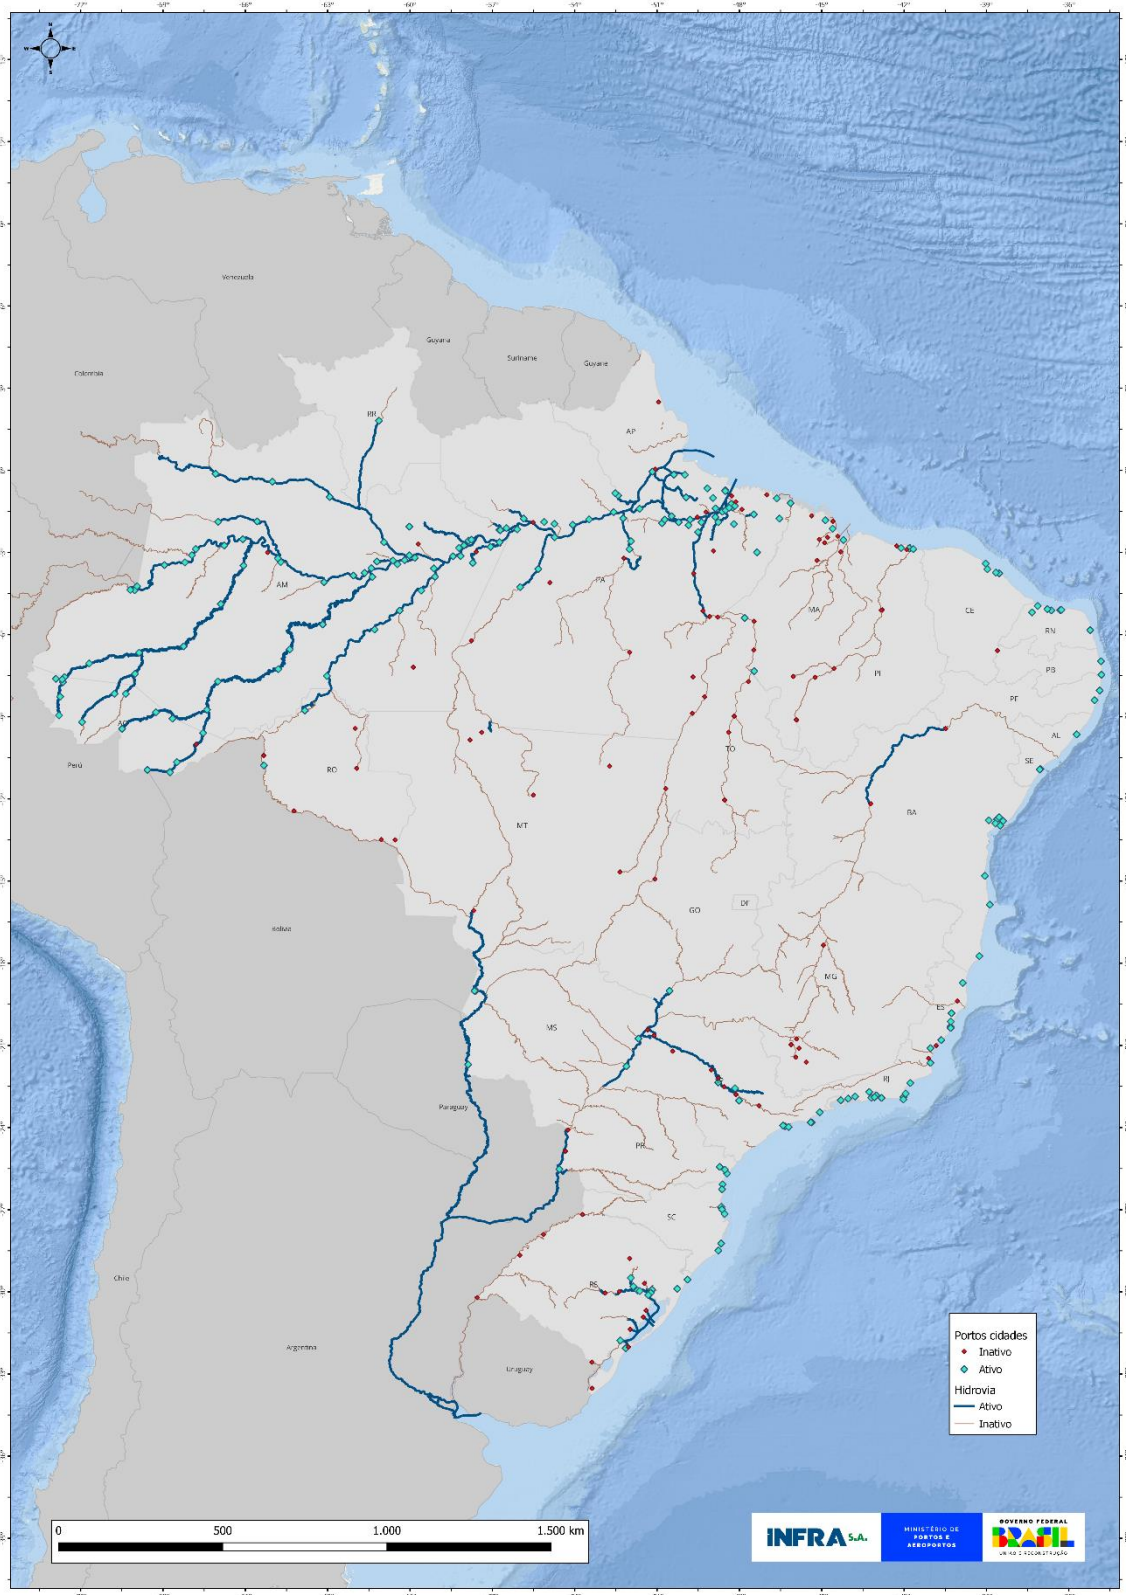 N
W
E
S
Venezuela
Guyana
Suriname
Guyane
Colombia
RR
AP
AM
PA
MA
CE
RN
PB
PI
PE
AL
SE
AC
Perú
RO
TO
BA
MT
DF
GO
Bolivia
MG
ES
MS
RJ
Paraguay
PR
SC
Chile
RS
Argentina
Uruguay
Portos cidades
Inativo
Ativo
Hidrovia
Ativo
Inativo
0 500 1.000 1.500 km
INFRA S.A.
MINISTÉRIO DE
PORTOS E
AEROPORTOS
GOVERNO FEDERAL
BRASIL
UNIÃO E RECONSTRUÇÃO